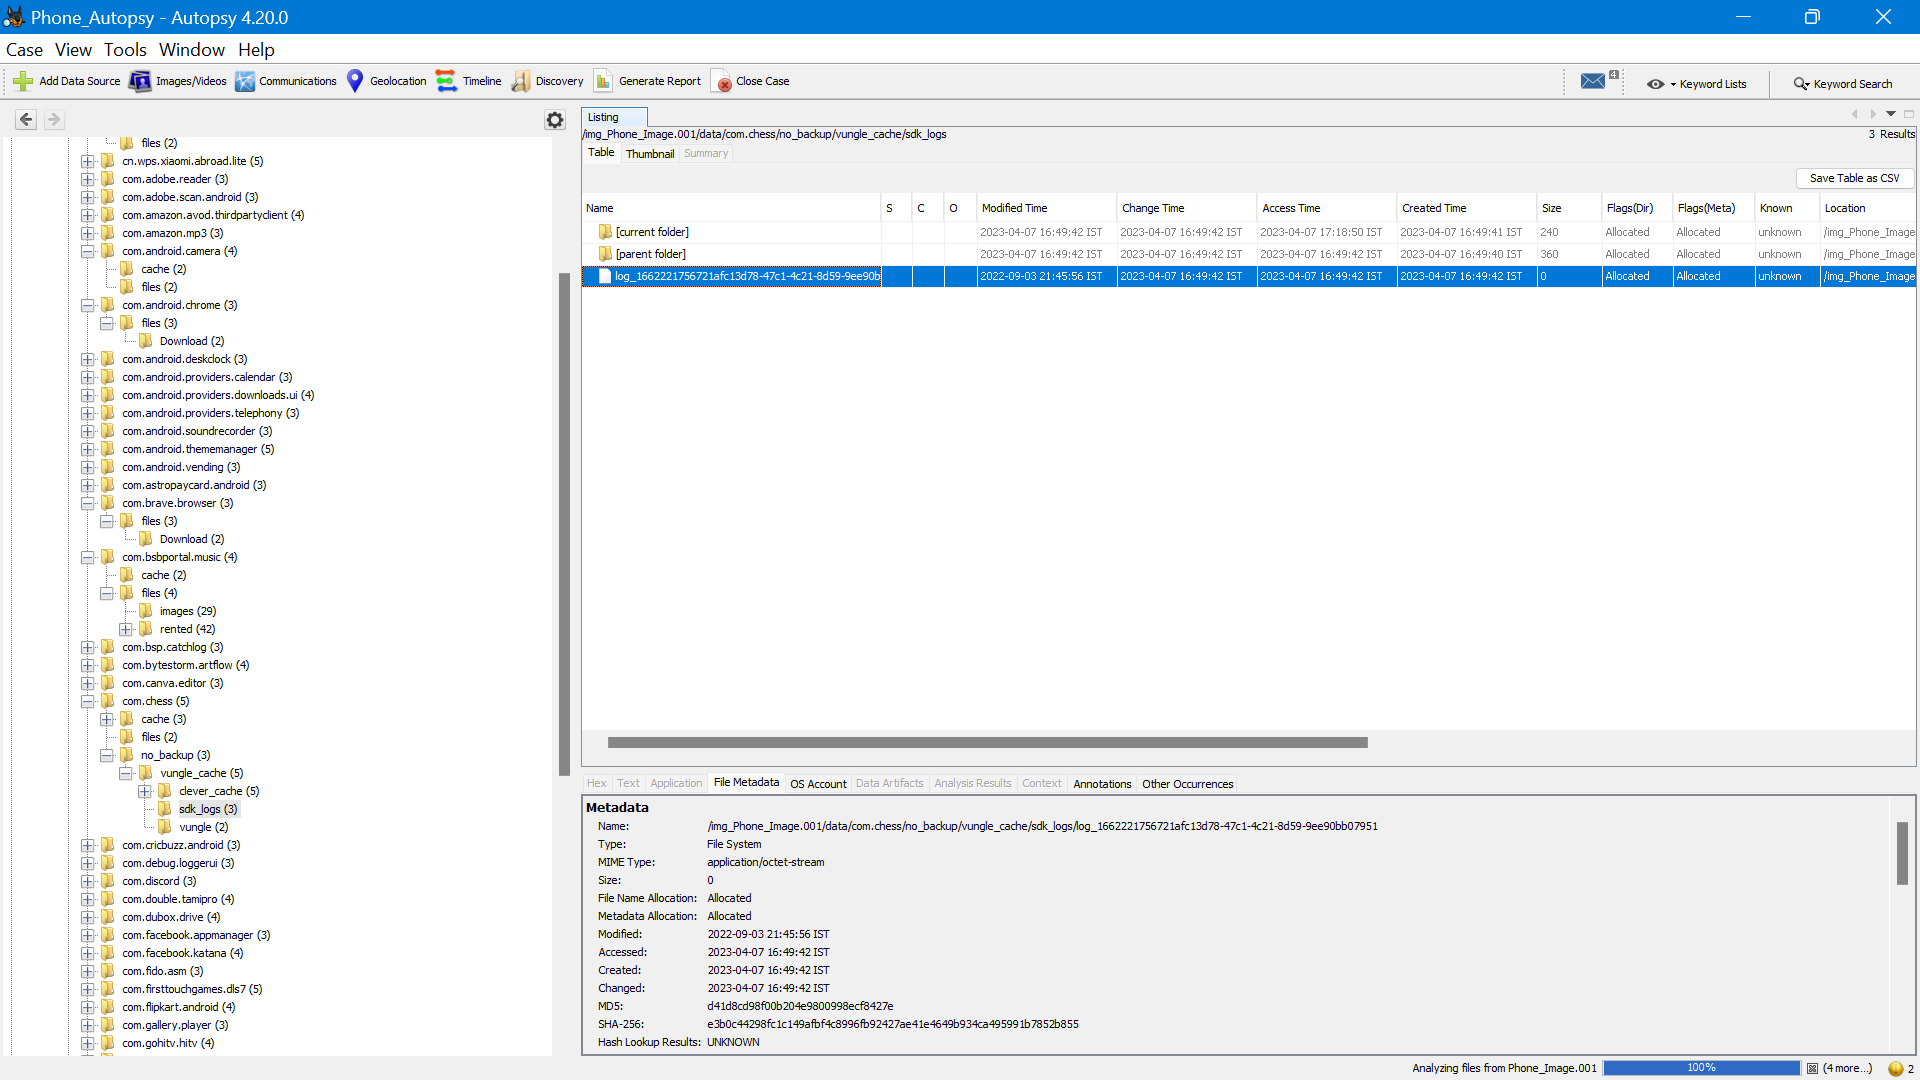 Phone_Autopsy - Autopsy 4.20.0
Case View Tools Window Help
Add Data Source Images/Videos Communications Geolocation Timeline Discovery Generate Report Close Case 4 Keyword Lists Keyword Search
files (2)
cn.wps.xiaomi.abroad.lite (5)
com.adobe.reader (3)
com.adobe.scan.android (3)
com.amazon.avod.thirdpartyclient (4)
com.amazon.mp3 (3)
com.android.camera (4)
cache (2)
files (2)
com.android.chrome (3)
files (3)
Download (2)
com.android.deskclock (3)
com.android.providers.calendar (3)
com.android.providers.downloads.ui (4)
com.android.providers.telephony (3)
com.android.soundrecorder (3)
com.android.thememanager (5)
com.android.vending (3)
com.astropaycard.android (3)
com.brave.browser (3)
files (3)
Download (2)
com.bsbportal.music (4)
cache (2)
files (4)
images (29)
rented (42)
com.bsp.catchlog (3)
com.bytestorm.artflow (4)
com.canva.editor (3)
com.chess (5)
cache (3)
files (2)
no_backup (3)
vungle_cache (5)
clever_cache (5)
sdk_logs (3)
vungle (2)
com.cricbuzz.android (3)
com.debug.loggerui (3)
com.discord (3)
com.double.tamipro (4)
com.dubox.drive (4)
com.facebook.appmanager (3)
com.facebook.katana (4)
com.fido.asm (3)
com.firsttouchgames.dls7 (5)
com.flipkart.android (4)
com.gallery.player (3)
com.gohitv.hitv (4)
Listing
/img_Phone_Image.001/data/com.chess/no_backup/vungle_cache/sdk_logs
3 Results
Table Thumbnail Summary
Save Table as CSV
Name S C O Modified Time Change Time Access Time Created Time Size Flags(Dir) Flags(Meta) Known Location
[current folder] 2023-04-07 16:49:42 IST 2023-04-07 16:49:42 IST 2023-04-07 17:18:50 IST 2023-04-07 16:49:41 IST 240 Allocated Allocated unknown /img_Phone_Image
[parent folder] 2023-04-07 16:49:42 IST 2023-04-07 16:49:42 IST 2023-04-07 16:49:42 IST 2023-04-07 16:49:40 IST 360 Allocated Allocated unknown /img_Phone_Image
log_1662221756721afc13d78-47c1-4c21-8d59-9ee90b 2022-09-03 21:45:56 IST 2023-04-07 16:49:42 IST 2023-04-07 16:49:42 IST 2023-04-07 16:49:42 IST 0 Allocated Allocated unknown /img_Phone_Image
Hex Text Application File Metadata OS Account Data Artifacts Analysis Results Context Annotations Other Occurrences
Metadata
Name: /img_Phone_Image.001/data/com.chess/no_backup/vungle_cache/sdk_logs/log_1662221756721afc13d78-47c1-4c21-8d59-9ee90bb07951
Type: File System
MIME Type: application/octet-stream
Size: 0
File Name Allocation: Allocated
Metadata Allocation: Allocated
Modified: 2022-09-03 21:45:56 IST
Accessed: 2023-04-07 16:49:42 IST
Created: 2023-04-07 16:49:42 IST
Changed: 2023-04-07 16:49:42 IST
MD5: d41d8cd98f00b204e9800998ecf8427e
SHA-256: e3b0c44298fc1c149afbf4c8996fb92427ae41e4649b934ca495991b7852b855
Hash Lookup Results: UNKNOWN
Analyzing files from Phone_Image.001 100% (4 more...) 2